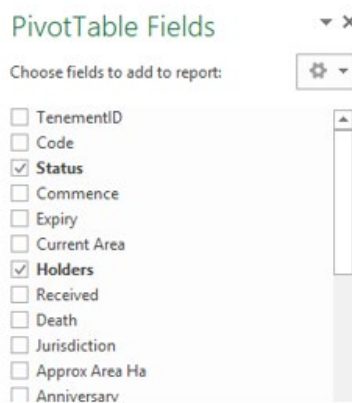 PivotTable Fields
Choose fields to add to report:
TenementID
Code
Status
Commence
Expiry
Current Area
Holders
Received
Death
Jurisdiction
Approx Area Ha
Anniversary